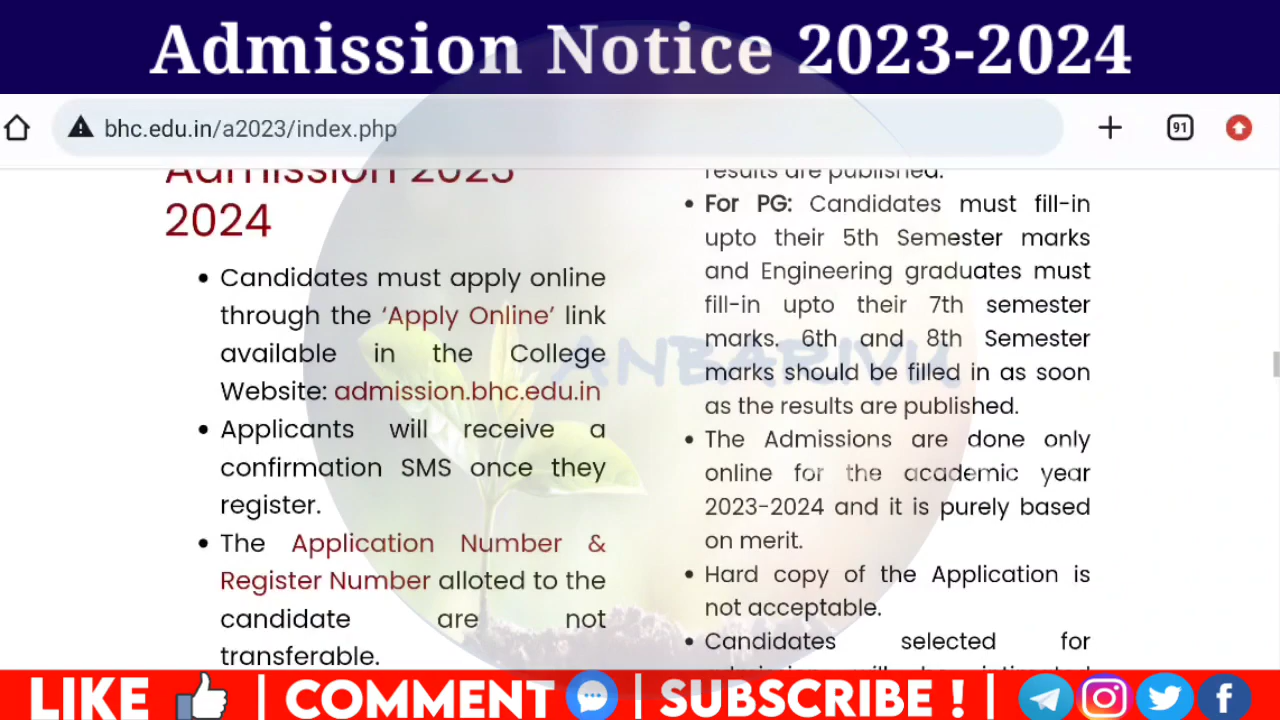 Admission Notice 2023-2024
bhc.edu.in/a2023/index.php
91
Admission 2023
2024
• Candidates must apply online
through the ‘Apply Online’ link
available in the College
Website: admission.bhc.edu.in
• Applicants will receive a
confirmation SMS once they
register.
• The Application Number &
Register Number alloted to the
candidate are not
transferable.
results are published.
• For PG: Candidates must fill-in
upto their 5th Semester marks
and Engineering graduates must
fill-in upto their 7th semester
marks. 6th and 8th Semester
marks should be filled in as soon
as the results are published.
• The Admissions are done only
online for the academic year
2023-2024 and it is purely based
on merit.
• Hard copy of the Application is
not acceptable.
• Candidates selected for
ANBARIVU
LIKE | COMMENT | SUBSCRIBE ! |